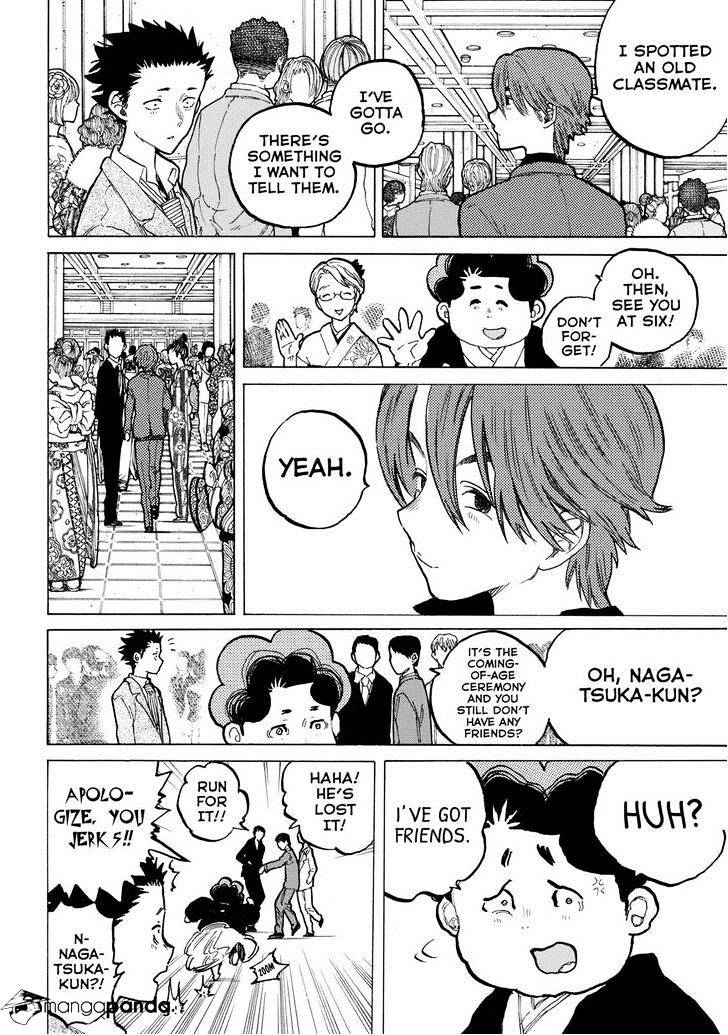 I SPOTTED
AN OLD
CLASSMATE.
I'VE
GOTTA
GO.
THERE'S
SOMETHING
I WANT TO
TELL THEM.
OH.
THEN,
SEE YOU
AT SIX!
DON'T
FOR-
GET!
YEAH.
OH, NAGA-
TSUKA-KUN?
IT'S THE
COMING-
OF-AGE
CEREMONY
AND YOU
STILL DON'T
HAVE ANY
FRIENDS?
HUH?
I'VE GOT
FRIENDS.
HAHA!
HE'S
LOST
IT!
RUN
FOR
IT!!
ZOOM
APOLO-
GIZE, YOU
JERKS!!
N-
NAGA-
TSUKA-
KUN?!
mangapanda.